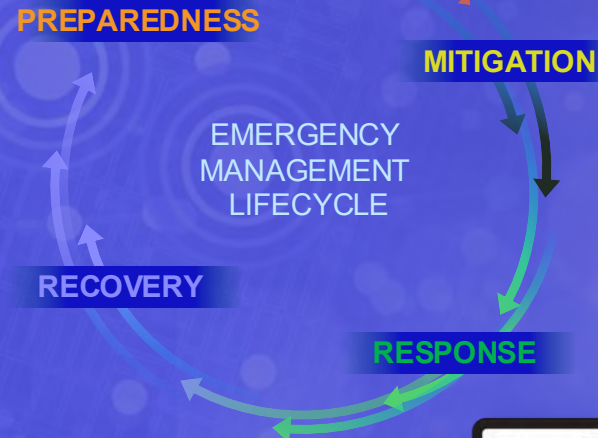 PREPAREDNESS
MITIGATION
EMERGENCY
MANAGEMENT
LIFECYCLE
RECOVERY
RESPONSE